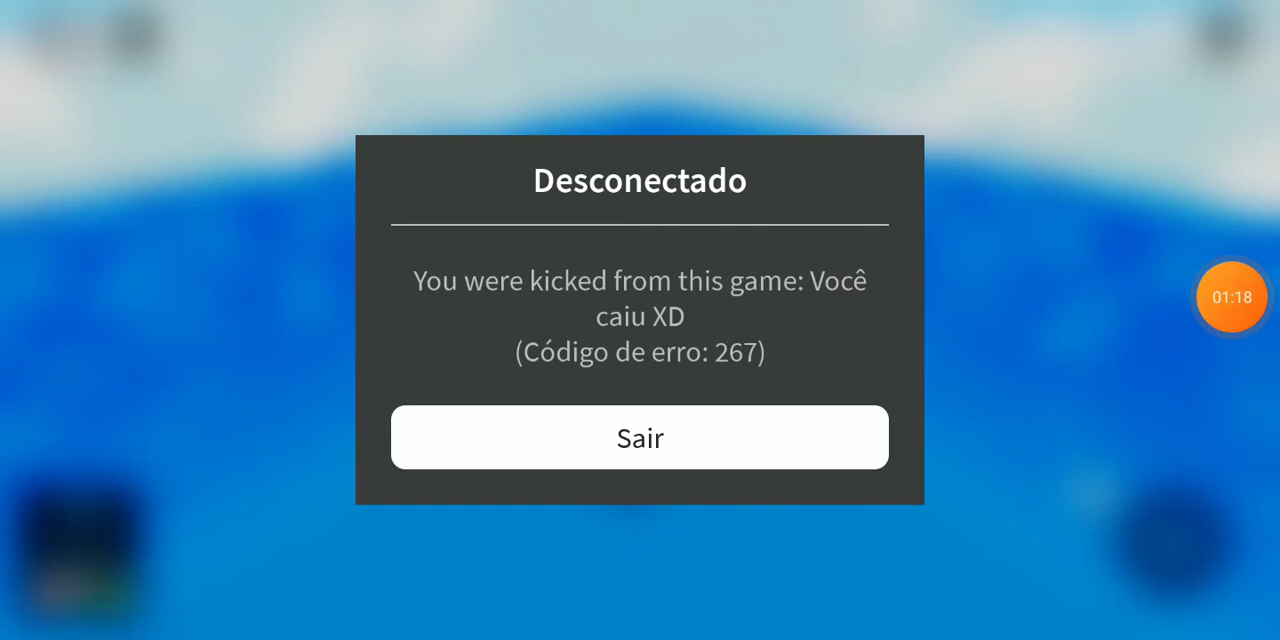 Desconectado
You were kicked from this game: Você
caiu XD
(Código de erro: 267)
Sair
01:18